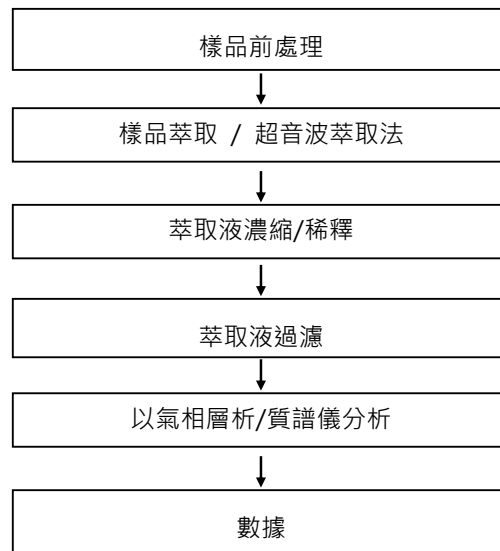 樣品前處理
樣品萃取 / 超音波萃取法
萃取液濃縮/稀釋
萃取液過濾
以氣相層析/質譜儀分析
數據